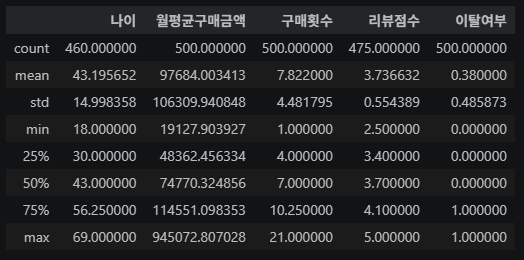 나이 월평균구매금액 구매횟수 리뷰점수 이탈여부
count 460.000000 500.000000 500.000000 475.000000 500.000000
mean 43.195652 97684.003413 7.822000 3.736632 0.380000
std 14.998358 106309.940848 4.481795 0.554389 0.485873
min 18.000000 19127.903927 1.000000 2.500000 0.000000
25% 30.000000 48362.456334 4.000000 3.400000 0.000000
50% 43.000000 74770.324856 7.000000 3.700000 0.000000
75% 56.250000 114551.098353 10.250000 4.100000 1.000000
max 69.000000 945072.807028 21.000000 5.000000 1.000000